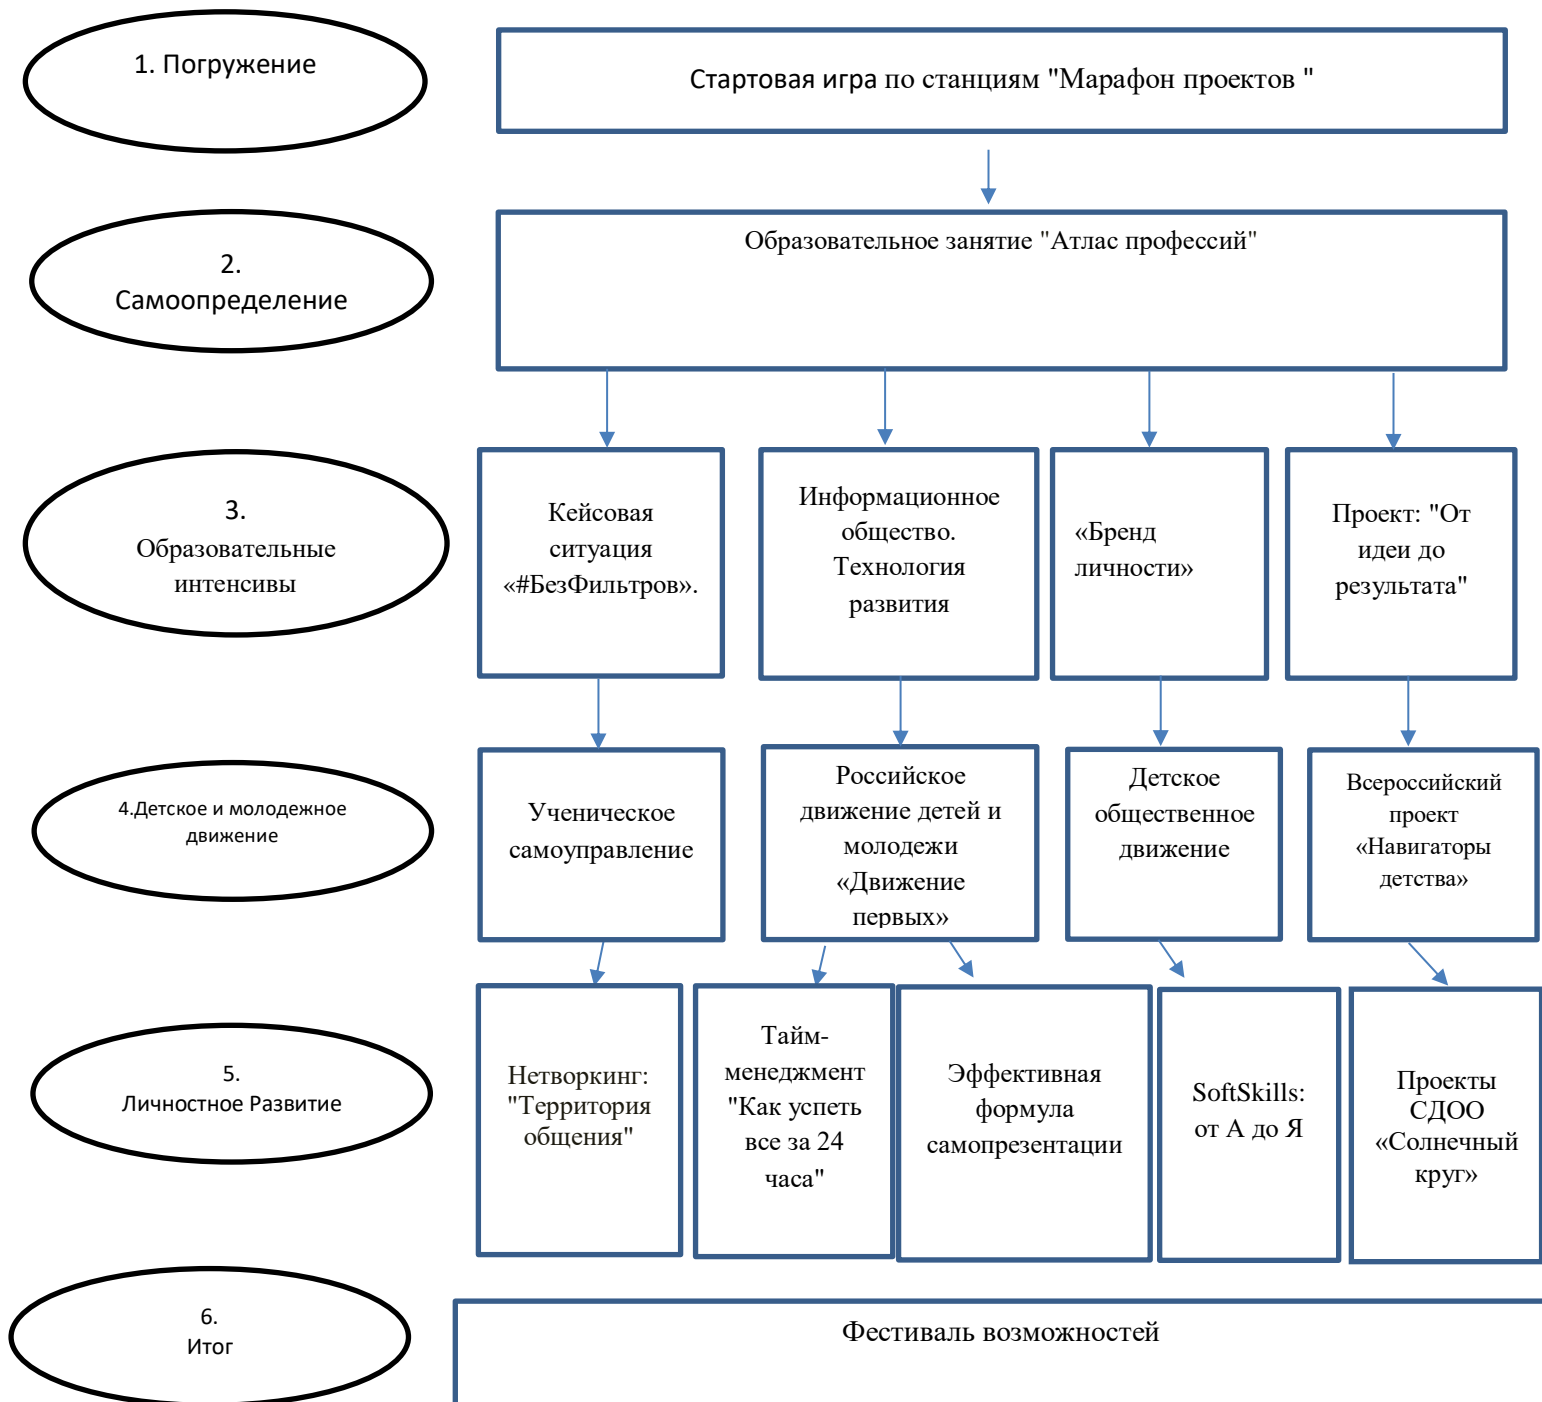 1. Погружение
Стартовая игра по станциям "Марафон проектов "
2.
Самоопределение
Образовательное занятие "Атлас профессий"
3.
Образовательные
интенсивы
Кейсовая
ситуация
«#БезФильтров».
Информационное
общество.
Технология
развития
«Бренд
личности»
Проект: "От
идеи до
результата"
4.Детское и молодежное
движение
Ученическое
самоуправление
Российское
движение детей и
молодежи
«Движение
первых»
Детское
общественное
движение
Всероссийский
проект
«Навигаторы
детства»
5.
Личностное Развитие
Нетворкинг:
"Территория
общения"
Тайм-
менеджмент
"Как успеть
все за 24
часа"
Эффективная
формула
самопрезентации
SoftSkills:
от А до Я
Проекты
СДОО
«Солнечный
круг»
6.
Итог
Фестиваль возможностей